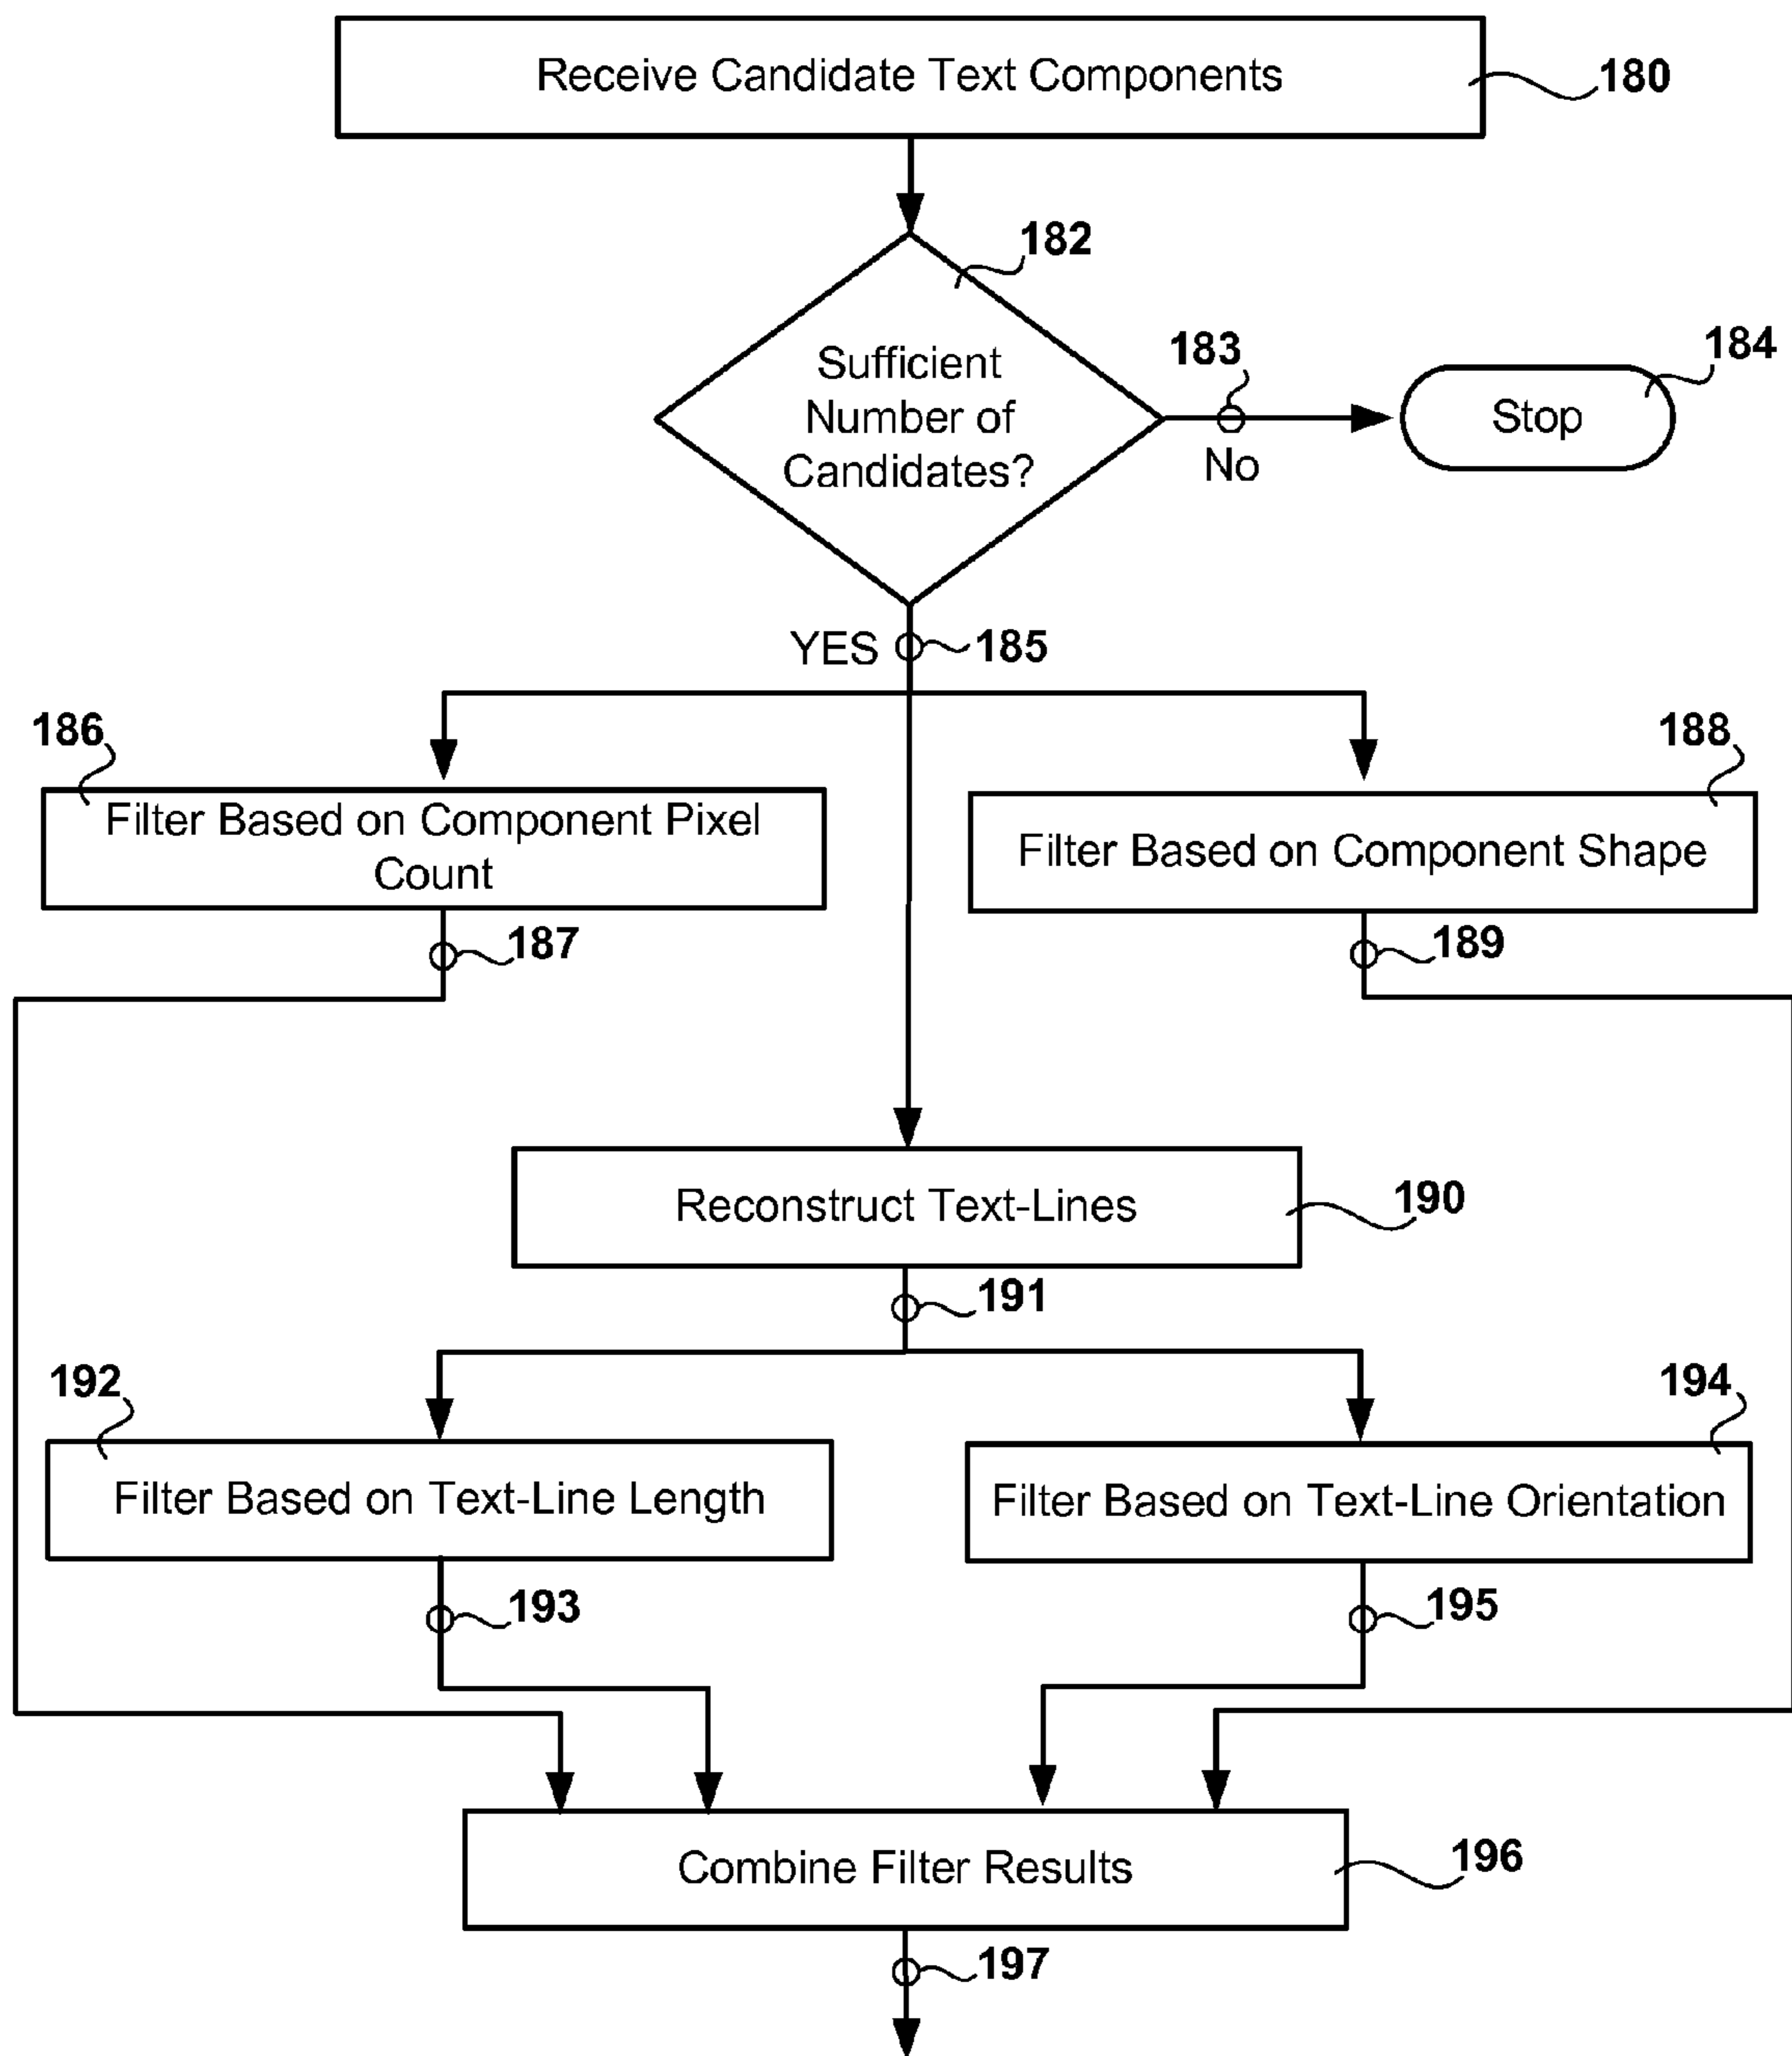 Receive Candidate Text Components
180
182
Sufficient
Number of
Candidates?
183
No
184
Stop
YES
185
186
Filter Based on Component Pixel
Count
187
188
Filter Based on Component Shape
189
Reconstruct Text-Lines
190
191
192
Filter Based on Text-Line Length
193
194
Filter Based on Text-Line Orientation
195
Combine Filter Results
196
197